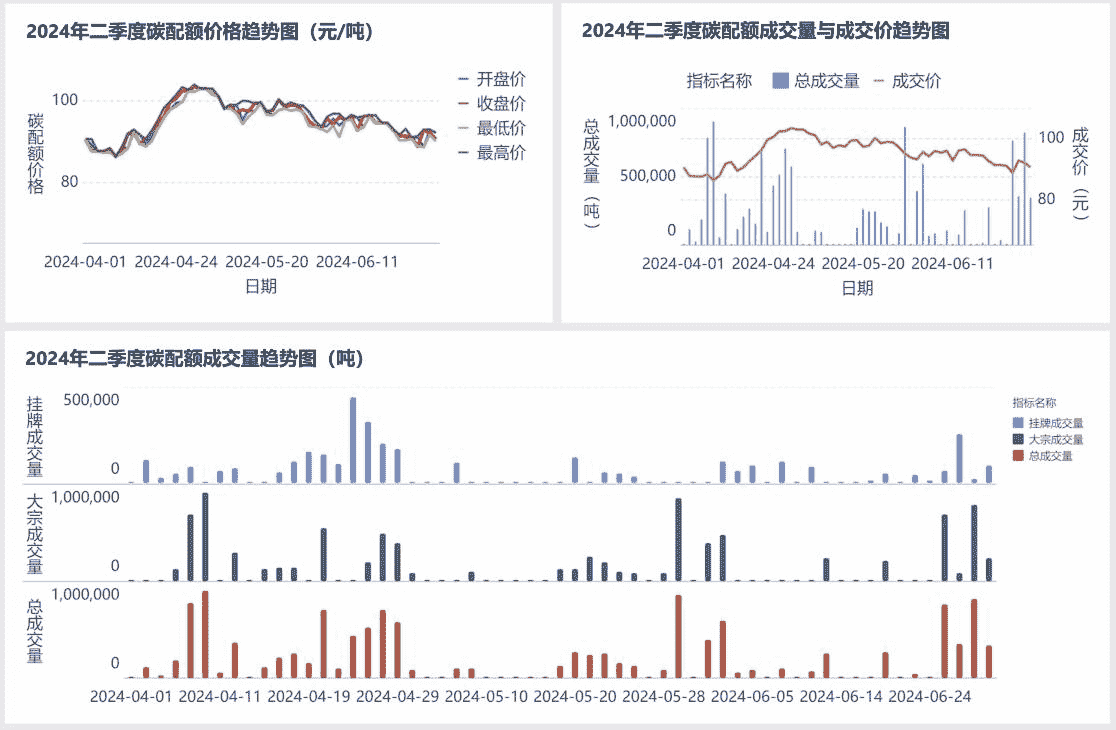 2024年二季度碳配额价格趋势图（元/吨）
碳配额价格
100
80
开盘价
收盘价
最低价
最高价
2024-04-01 2024-04-24 2024-05-20 2024-06-11
日期
2024年二季度碳配额成交量与成交价趋势图
指标名称 总成交量 成交价
总成交量（吨）
1,000,000
500,000
0
100
80
成交价（元）
2024-04-01 2024-04-24 2024-05-20 2024-06-11
日期
2024年二季度碳配额成交量趋势图（吨）
挂牌成交量
500,000
0
大宗成交量
1,000,000
0
总成交量
1,000,000
0
2024-04-01 2024-04-11 2024-04-19 2024-04-29 2024-05-10 2024-05-20 2024-05-28 2024-06-05 2024-06-14 2024-06-24
指标名称
挂牌成交量
大宗成交量
总成交量